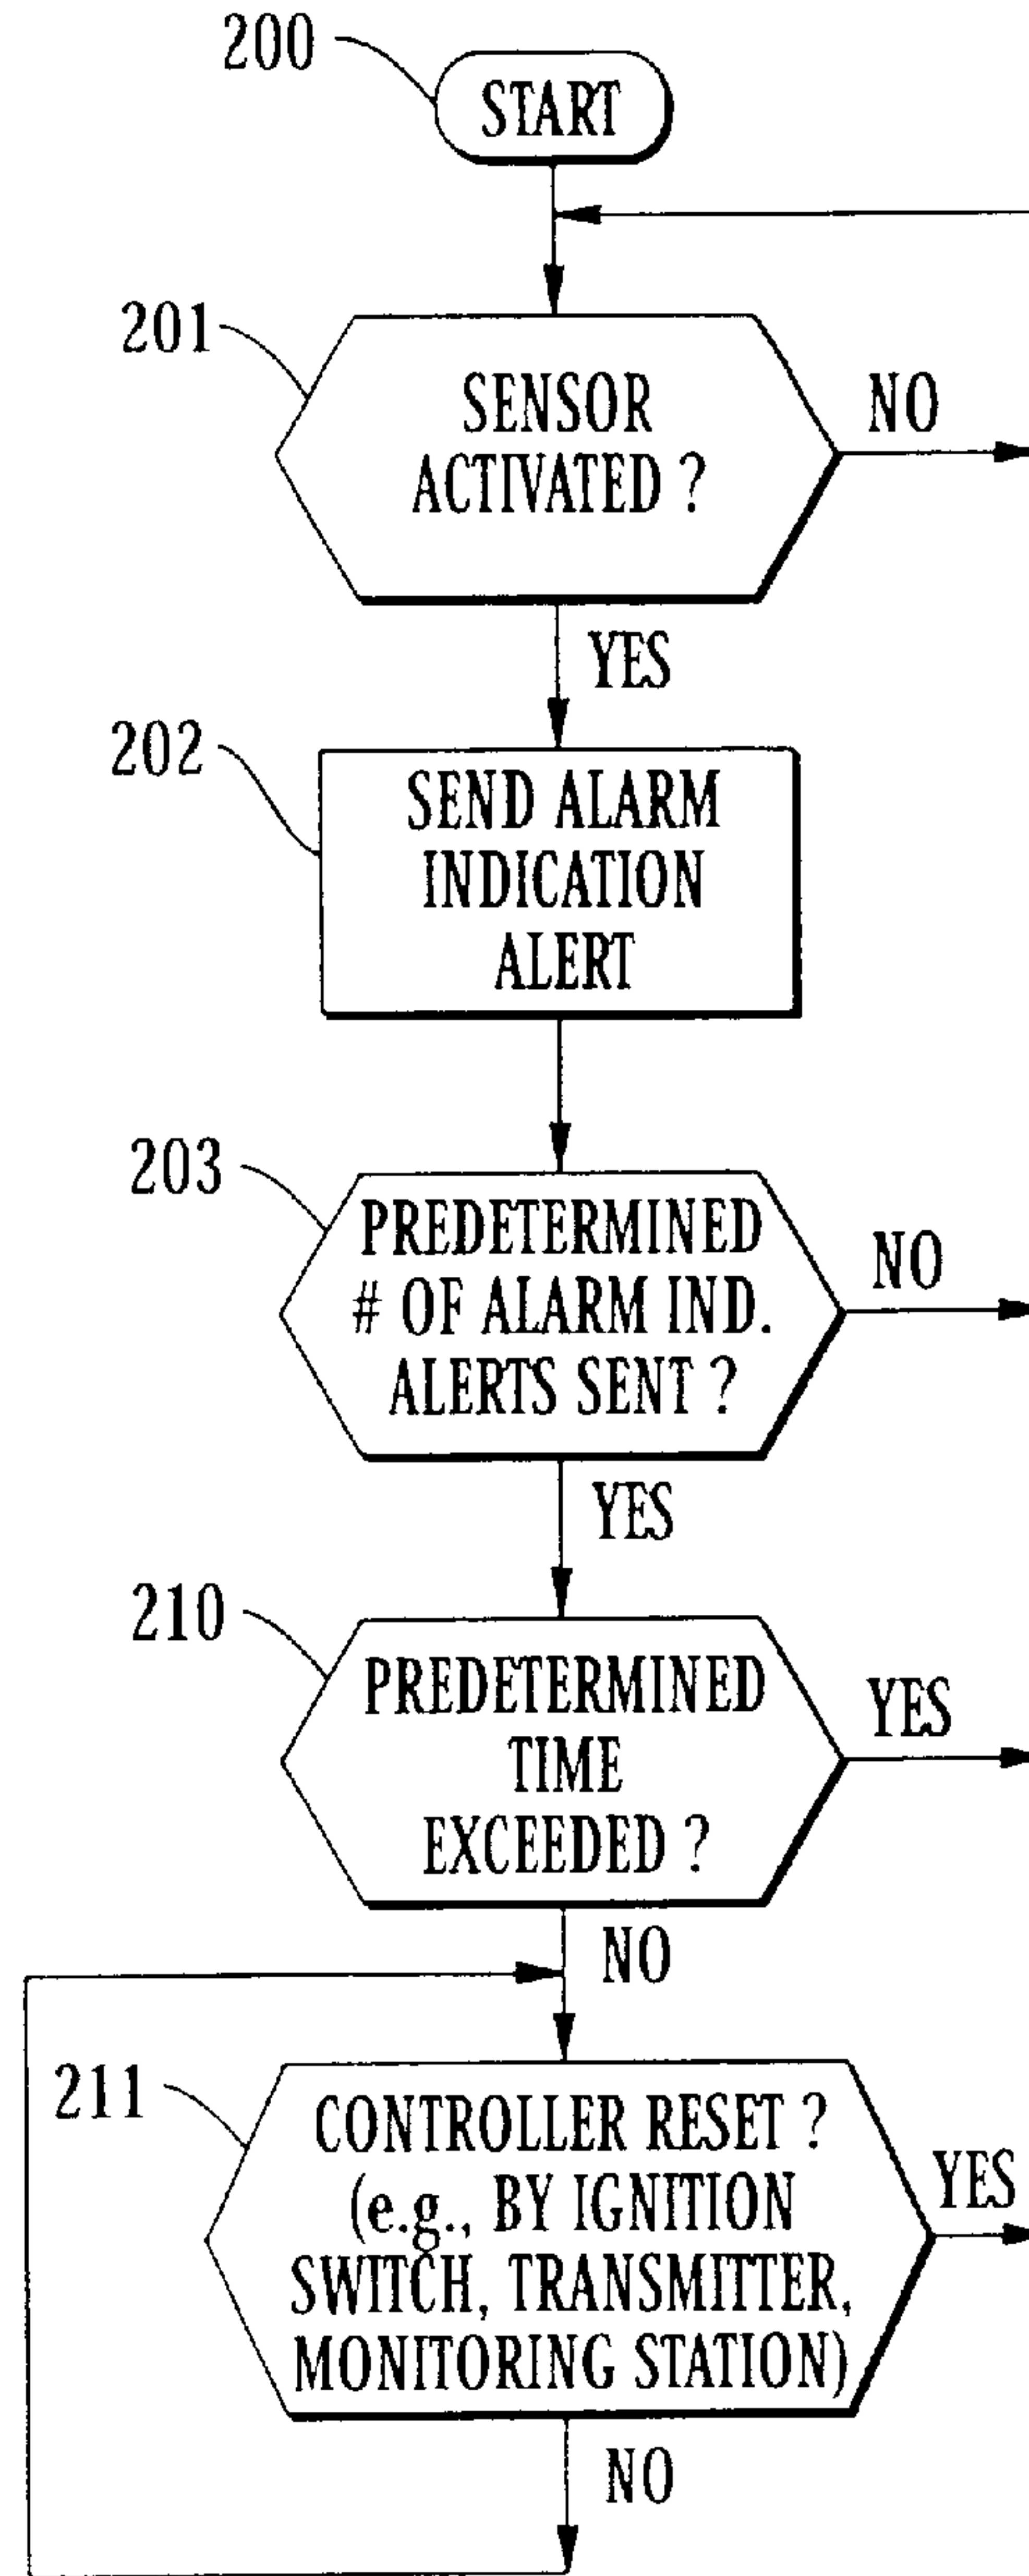 200
START
201
SENSOR
ACTIVATED ?
NO
YES
202
SEND ALARM
INDICATION
ALERT
203
PREDETERMINED
# OF ALARM IND.
ALERTS SENT ?
NO
YES
210
PREDETERMINED
TIME
EXCEEDED ?
YES
NO
211
CONTROLLER RESET ?
(e.g., BY IGNITION
SWITCH, TRANSMITTER,
MONITORING STATION)
YES
NO